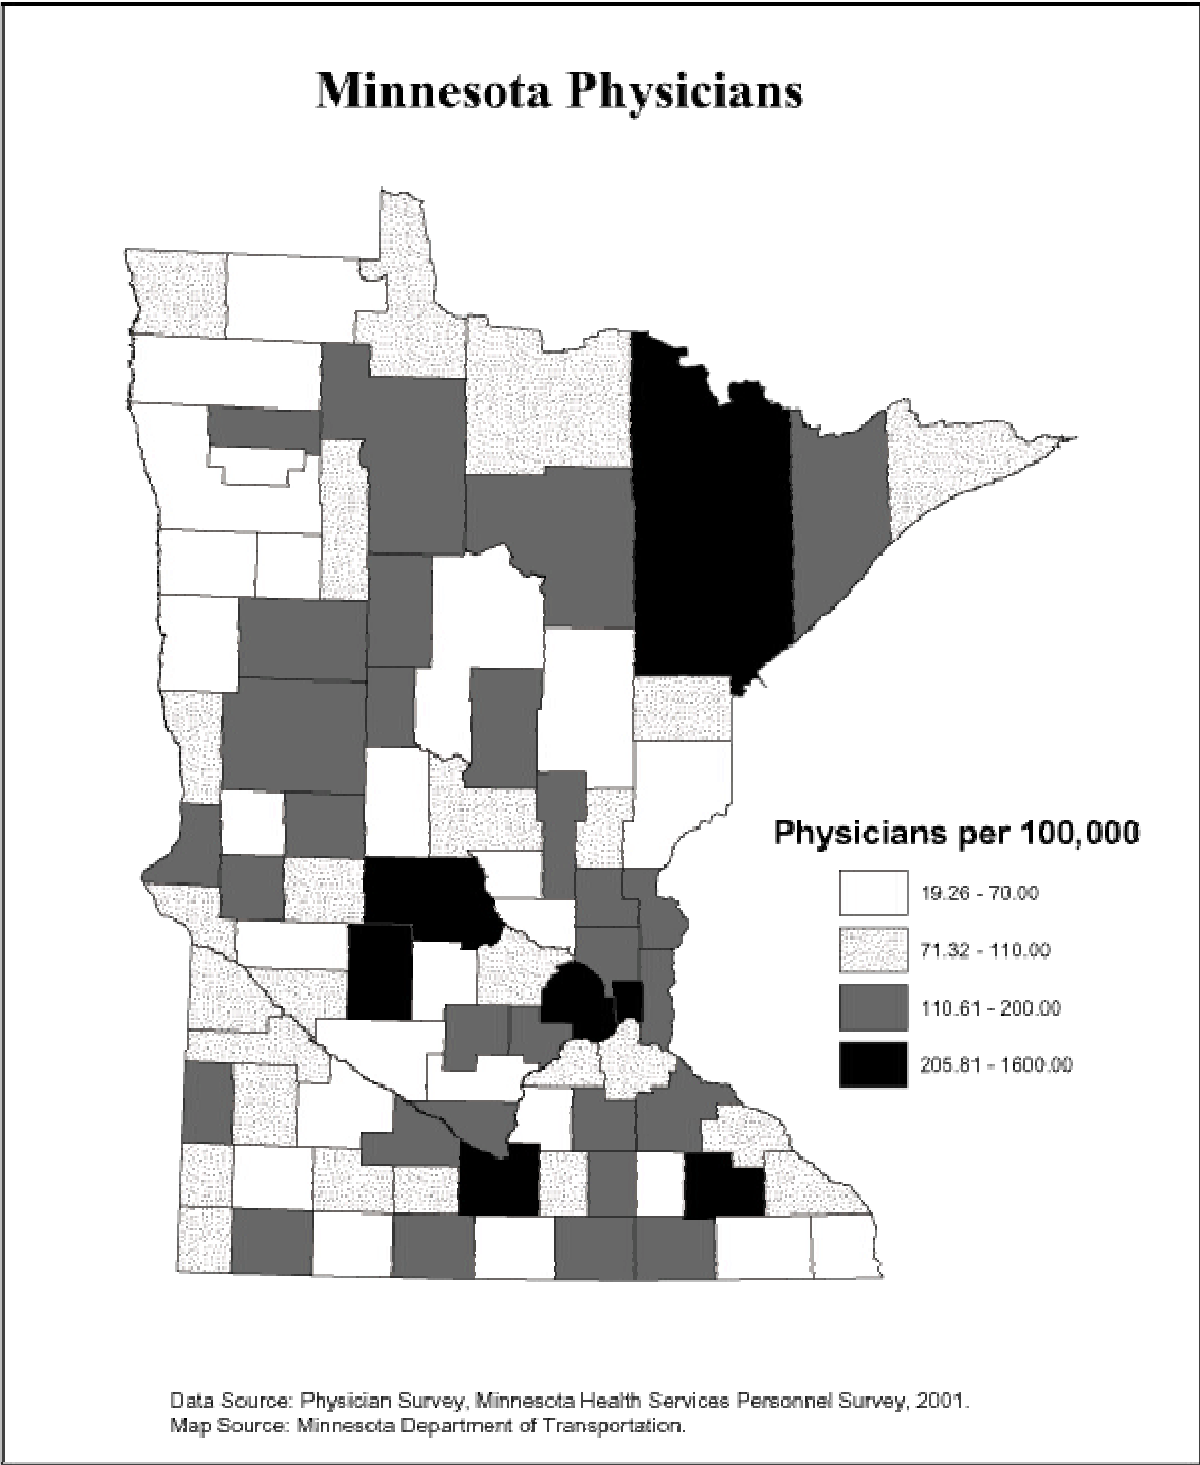 Minnesota Physicians
Physicians per 100,000
19.26 - 70.00
71.32 - 110.00
110.61 - 200.00
205.81 - 1600.00
Data Source: Physician Survey, Minnesota Health Services Personnel Survey, 2001.
Map Source: Minnesota Department of Transportation.